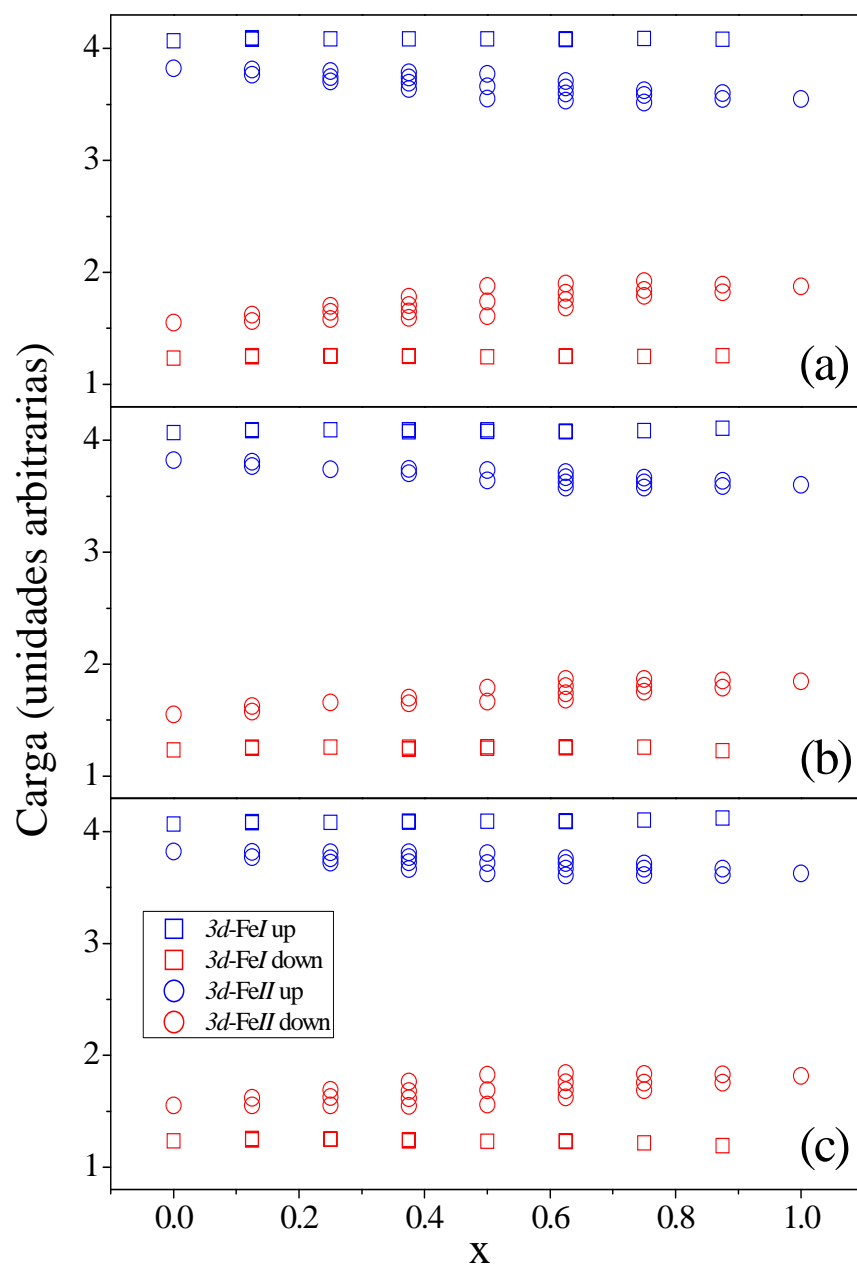 4
3
2
1
(a)
4
3
2
1
(b)
Carga (unidades arbitrarias)
4
3
3d-FeI up
3d-FeI down
3d-FeII up
3d-FeII down
2
1
(c)
0.0 0.2 0.4 0.6 0.8 1.0
x